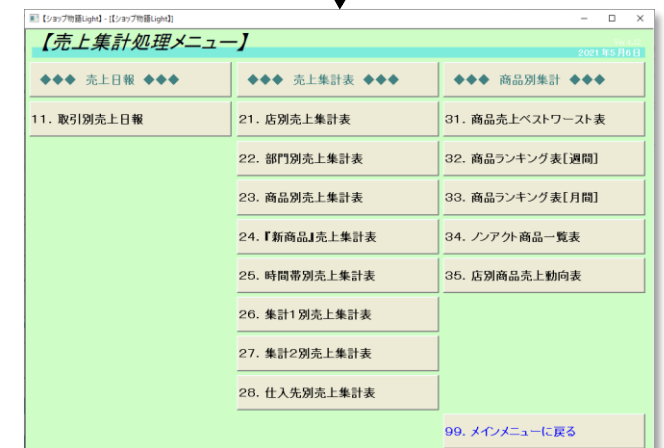 【ショップ物語Light】 - [【ショップ物語Light】]
【売上集計処理メニュー】
2021年5月6日
◆◆◆ 売上日報 ◆◆◆
◆◆◆ 売上集計表 ◆◆◆
◆◆◆ 商品別集計 ◆◆◆
11. 取引別売上日報
21. 店別売上集計表
31. 商品売上ベストワースト表
22. 部門別売上集計表
32. 商品ランキング表[週間]
23. 商品別売上集計表
33. 商品ランキング表[月間]
24.『新商品』売上集計表
34. ノンアクト商品一覧表
25. 時間帯別売上集計表
35. 店別商品売上動向表
26. 集計1別売上集計表
27. 集計2別売上集計表
28. 仕入先別売上集計表
99. メインメニューに戻る